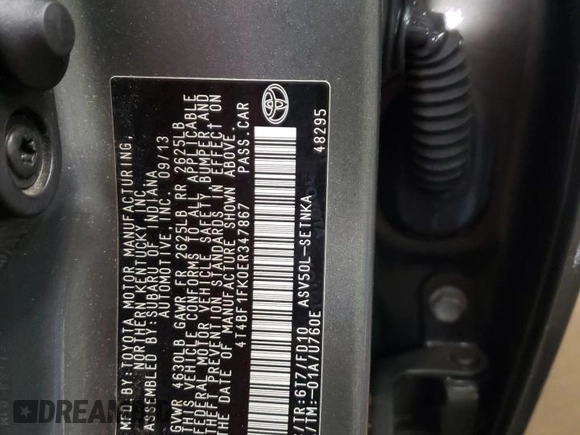 MFD.BY:TOYOTA MOTOR MANUFACTURING,
NORTHERN KENTUCKY, INC.
ASSEMBLED BY:SUBARU OF INDIANA
AUTOMOTIVE, INC. 09/13
GVWR 4630LB GAWR FR 2625LB RR 2625LB
THIS VEHICLE CONFORMS TO ALL APPLICABLE
FEDERAL MOTOR VEHICLE SAFETY, BUMPER AND
THEFT PREVENTION STANDARDS IN EFFECT ON
THE DATE OF MANUFACTURE SHOWN ABOVE.
4T4BF1FK0ER347867 PASS.CAR
/TR:6T7/FD10 ASV50L-SETNKA
/TM:-01A/U760E
48295
DREAM